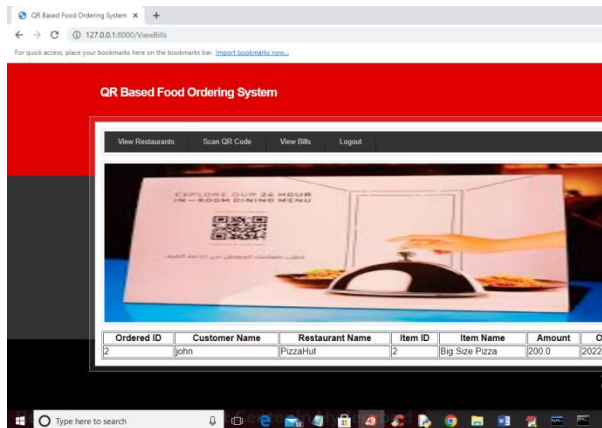 QR Based Food Ordering System
127.0.0.1:8000/ViewBills
For quick access, place your bookmarks here on the bookmarks bar. Import bookmarks now...
QR Based Food Ordering System
View Restaurants Scan QR Code View Bills Logout
EXPLORE OUR 24 HOUR
IN-ROOM DINING MENU
Ordered ID Customer Name Restaurant Name Item ID Item Name Amount O
2 john PizzaHut 2 Big Size Pizza 200.0 2022
Type here to search